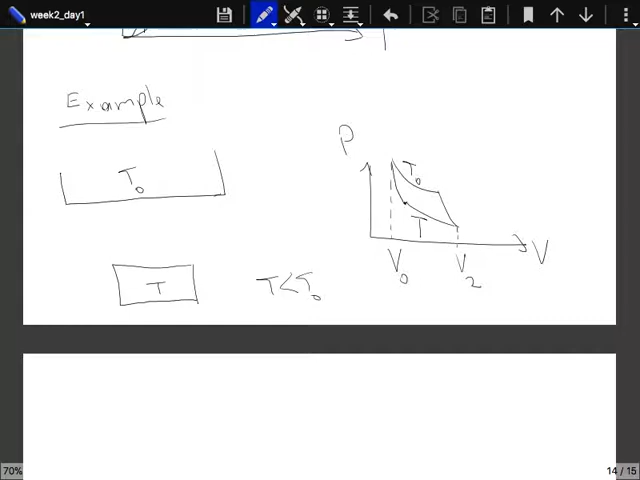 week2_day1
Example
P
T₀
T₀
T
V
V₀
V₂
T
T<T₀
70%
14 / 15